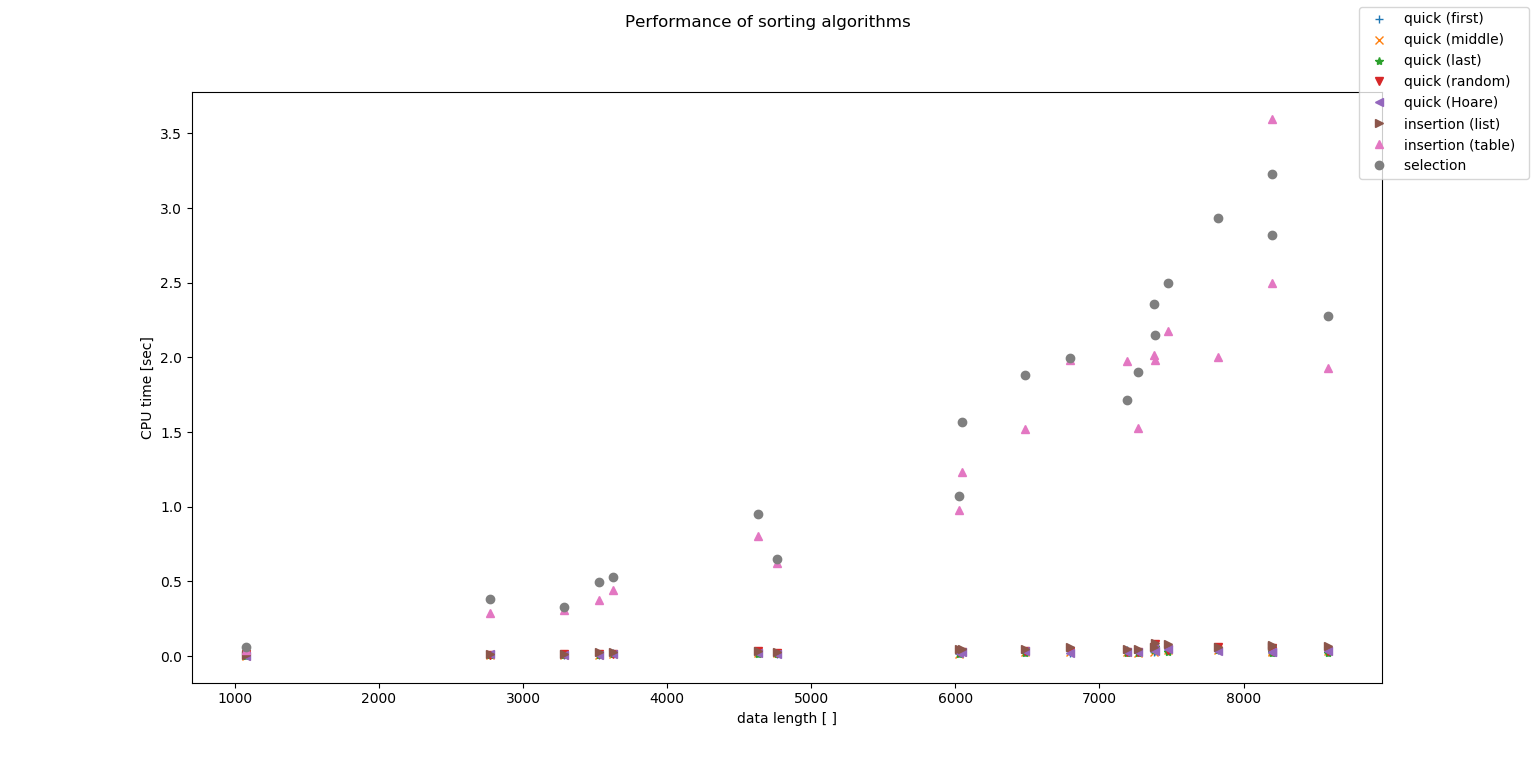 Performance of sorting algorithms
quick (first)
quick (middle)
quick (last)
quick (random)
quick (Hoare)
insertion (list)
insertion (table)
selection
3.5
3.0
2.5
2.0
1.5
1.0
0.5
0.0
CPU time [sec]
1000 2000 3000 4000 5000 6000 7000 8000
data length [ ]